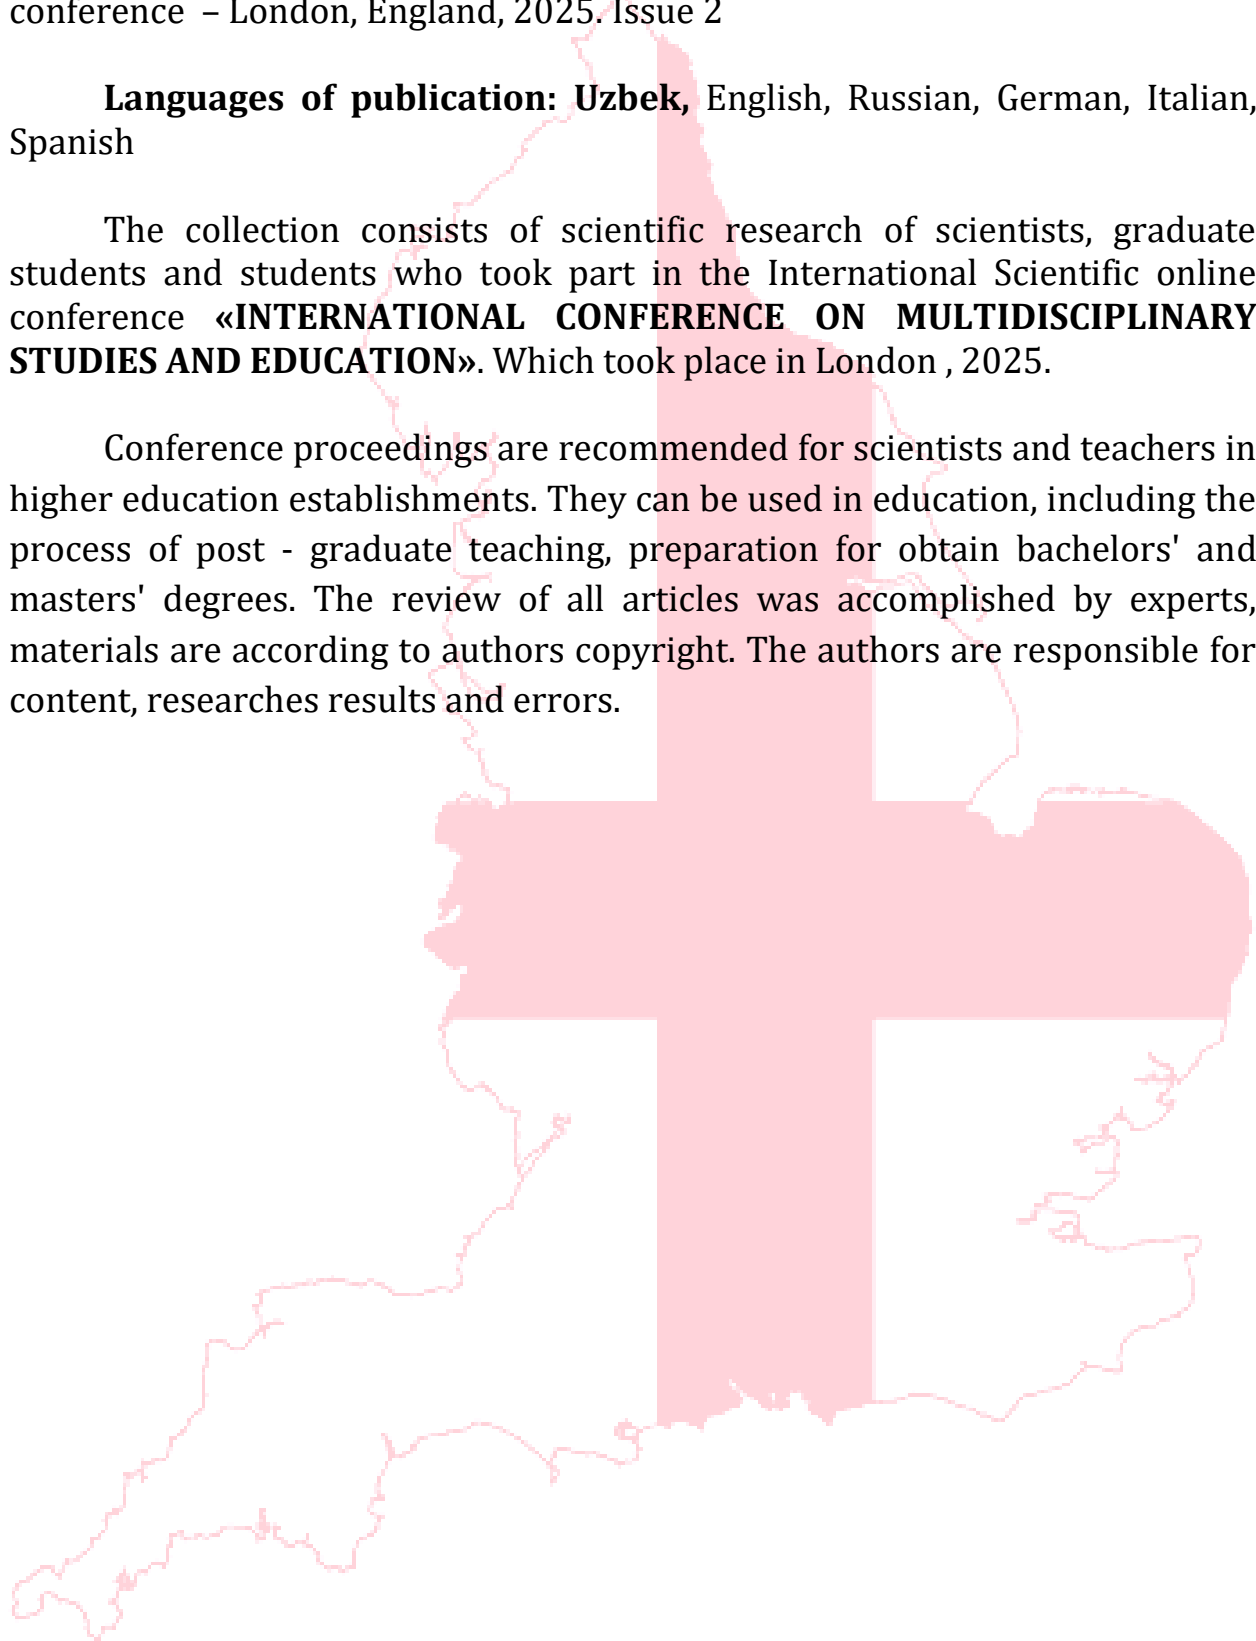 conference – London, England, 2025. Issue 2
Languages of publication: Uzbek, English, Russian, German, Italian,
Spanish
The collection consists of scientific research of scientists, graduate
students and students who took part in the International Scientific online
conference «INTERNATIONAL CONFERENCE ON MULTIDISCIPLINARY
STUDIES AND EDUCATION». Which took place in London , 2025.
Conference proceedings are recommended for scientists and teachers in
higher education establishments. They can be used in education, including the
process of post - graduate teaching, preparation for obtain bachelors' and
masters' degrees. The review of all articles was accomplished by experts,
materials are according to authors copyright. The authors are responsible for
content, researches results and errors.